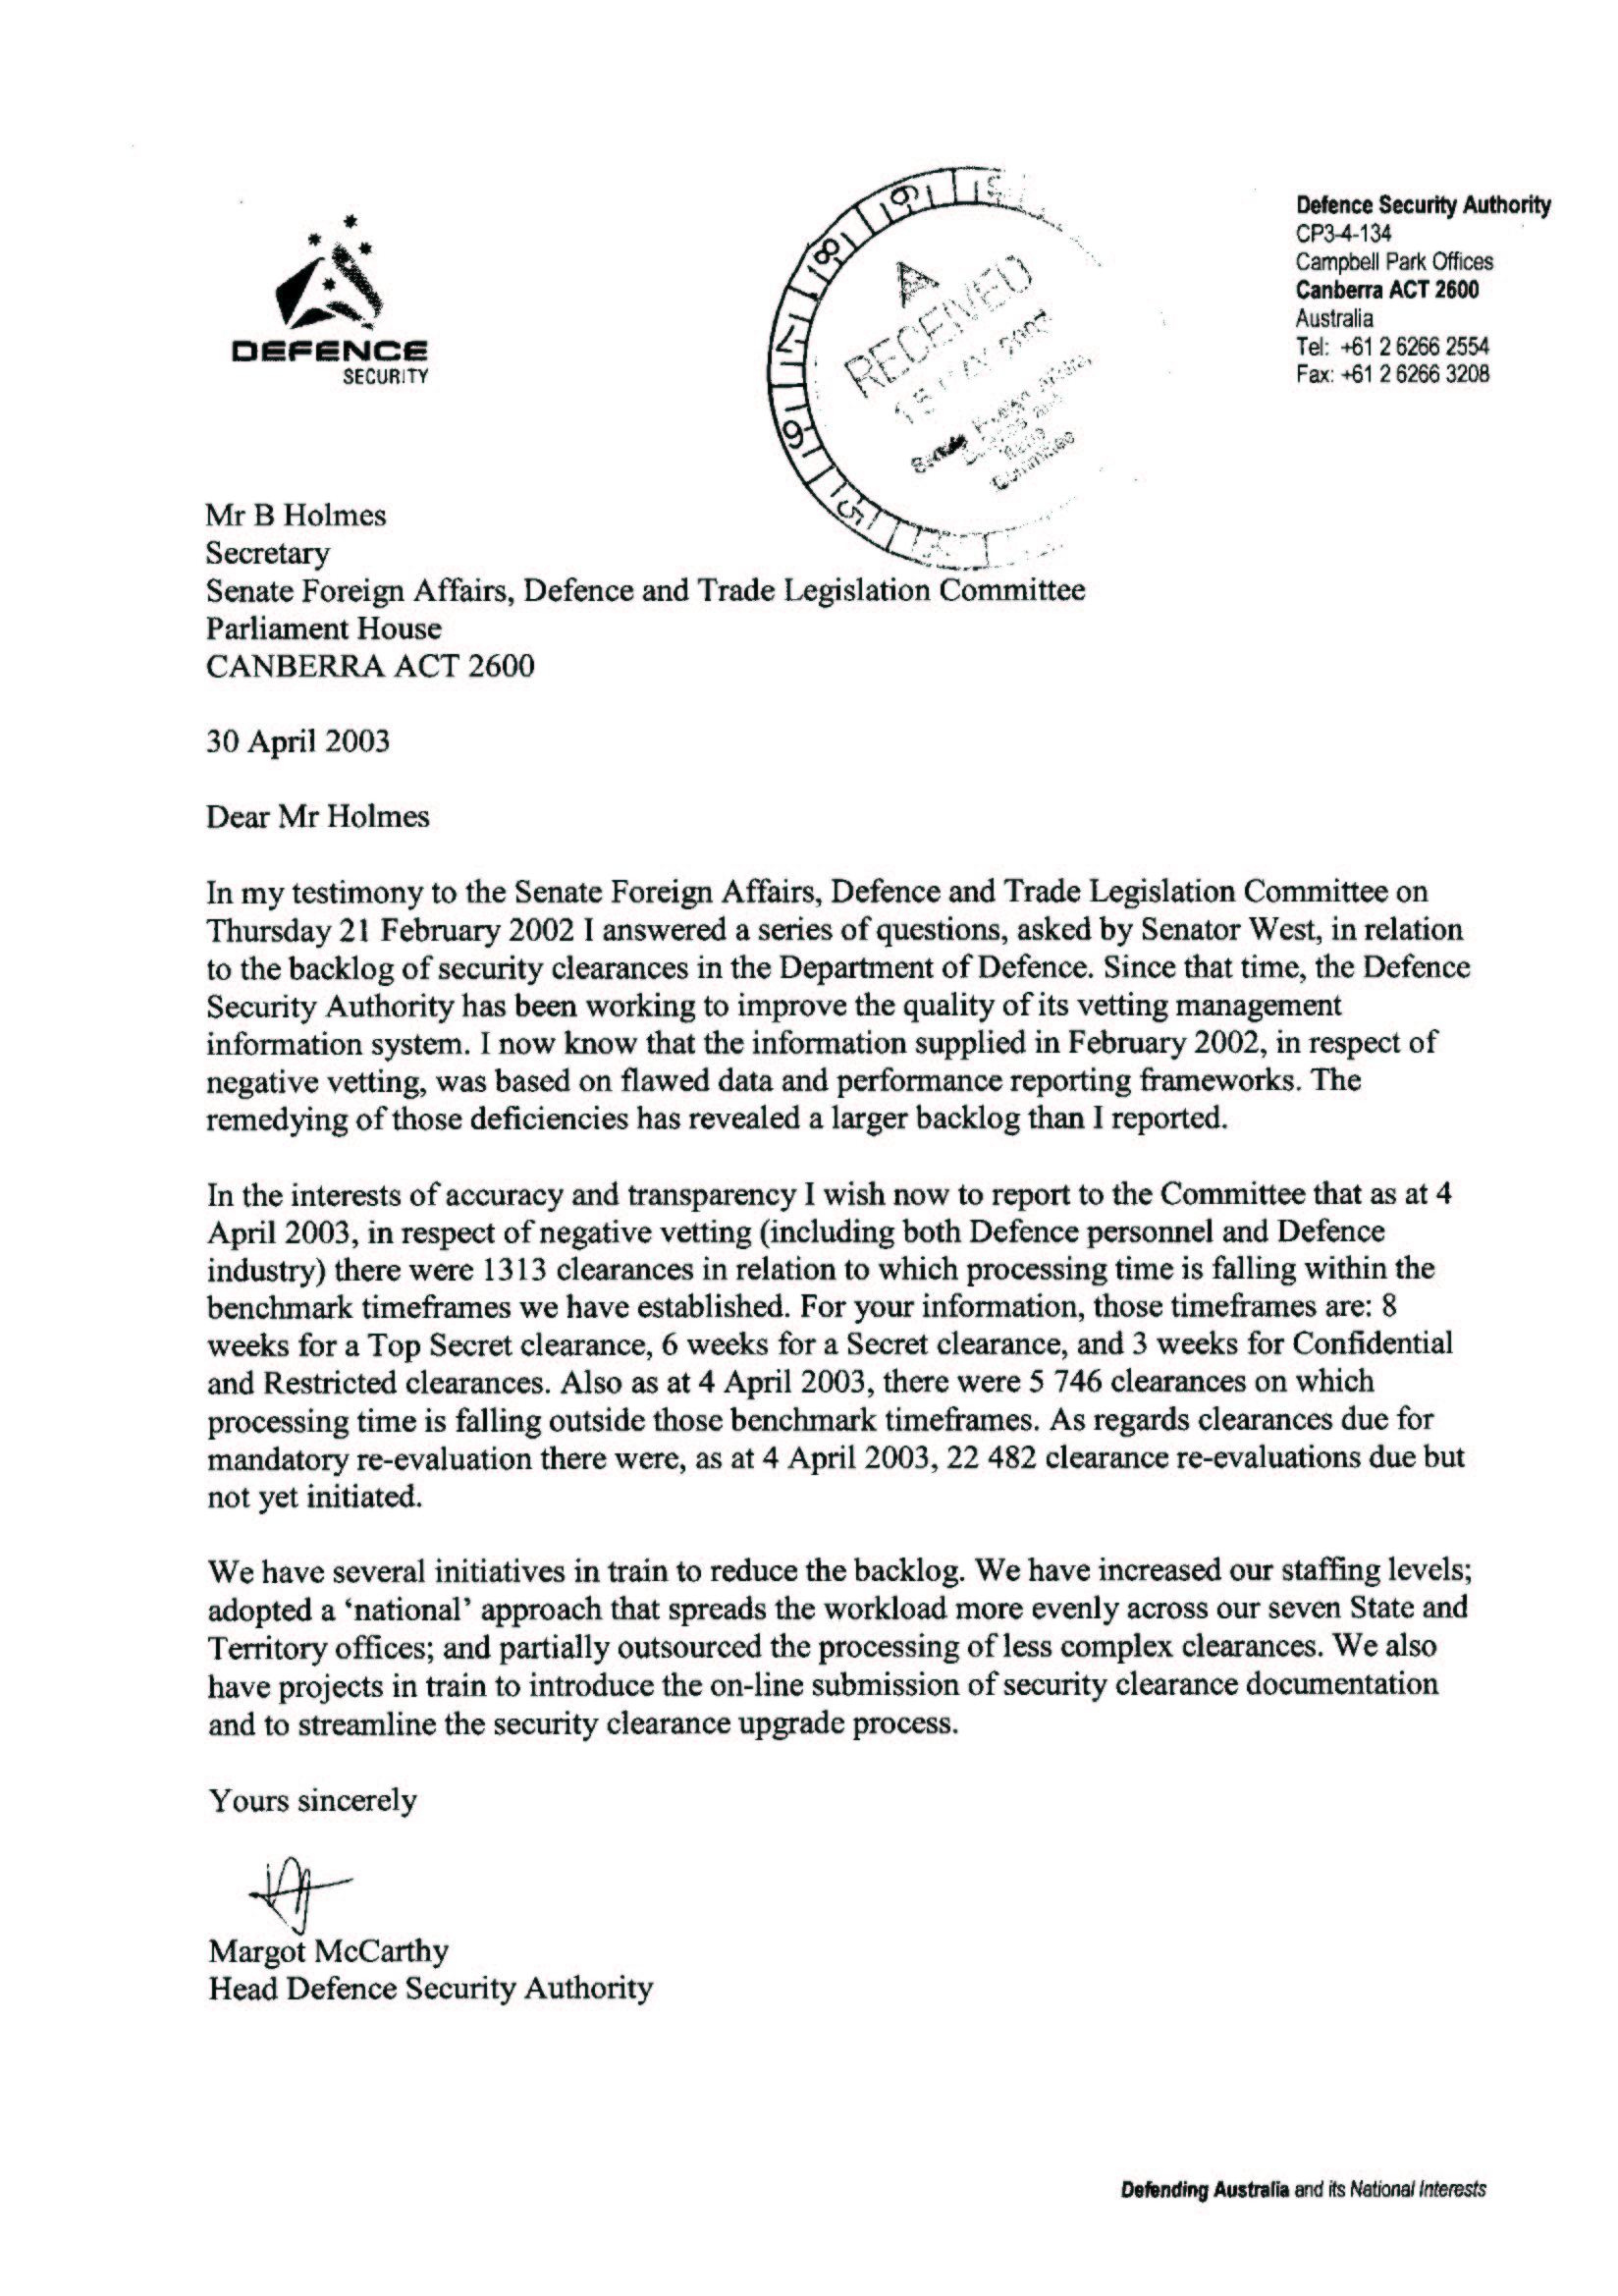 DEFENCE
SECURITY
A
RECEIVED
MAY 2003
Senate Foreign Affairs,
Committee
Defence Security Authority
CP3-4-134
Campbell Park Offices
Canberra ACT 2600
Australia
Tel: +61 2 6266 2554
Fax: +61 2 6266 3208
Mr B Holmes
Secretary
Senate Foreign Affairs, Defence and Trade Legislation Committee
Parliament House
CANBERRA ACT 2600
30 April 2003
Dear Mr Holmes
In my testimony to the Senate Foreign Affairs, Defence and Trade Legislation Committee on
Thursday 21 February 2002 I answered a series of questions, asked by Senator West, in relation
to the backlog of security clearances in the Department of Defence. Since that time, the Defence
Security Authority has been working to improve the quality of its vetting management
information system. I now know that the information supplied in February 2002, in respect of
negative vetting, was based on flawed data and performance reporting frameworks. The
remedying of those deficiencies has revealed a larger backlog than I reported.
In the interests of accuracy and transparency I wish now to report to the Committee that as at 4
April 2003, in respect of negative vetting (including both Defence personnel and Defence
industry) there were 1313 clearances in relation to which processing time is falling within the
benchmark timeframes we have established. For your information, those timeframes are: 8
weeks for a Top Secret clearance, 6 weeks for a Secret clearance, and 3 weeks for Confidential
and Restricted clearances. Also as at 4 April 2003, there were 5 746 clearances on which
processing time is falling outside those benchmark timeframes. As regards clearances due for
mandatory re-evaluation there were, as at 4 April 2003, 22 482 clearance re-evaluations due but
not yet initiated.
We have several initiatives in train to reduce the backlog. We have increased our staffing levels;
adopted a ‘national’ approach that spreads the workload more evenly across our seven State and
Territory offices; and partially outsourced the processing of less complex clearances. We also
have projects in train to introduce the on-line submission of security clearance documentation
and to streamline the security clearance upgrade process.
Yours sincerely
Margot McCarthy
Head Defence Security Authority
Defending Australia and its National Interests